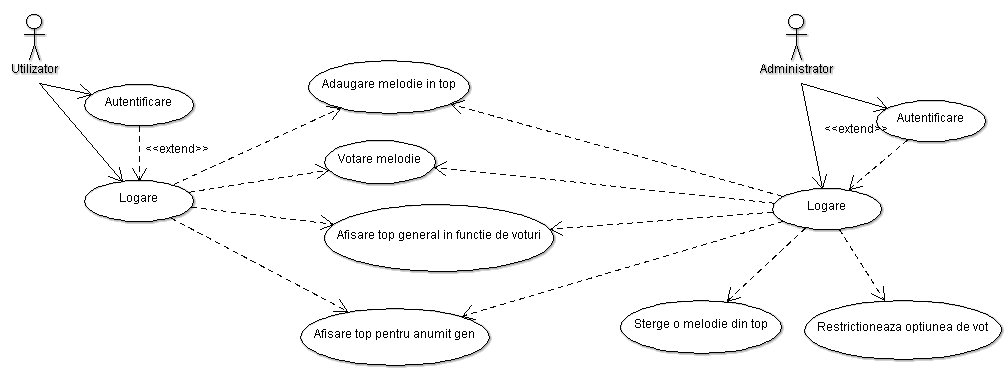 Utilizator
Administrator
Autentificare
Adaugare melodie in top
Autentificare
<<extend>>
<<extend>>
Votare melodie
Logare
Logare
Afisare top general in functie de voturi
Afisare top pentru anumit gen
Sterge o melodie din top
Restrictioneaza optiunea de vot